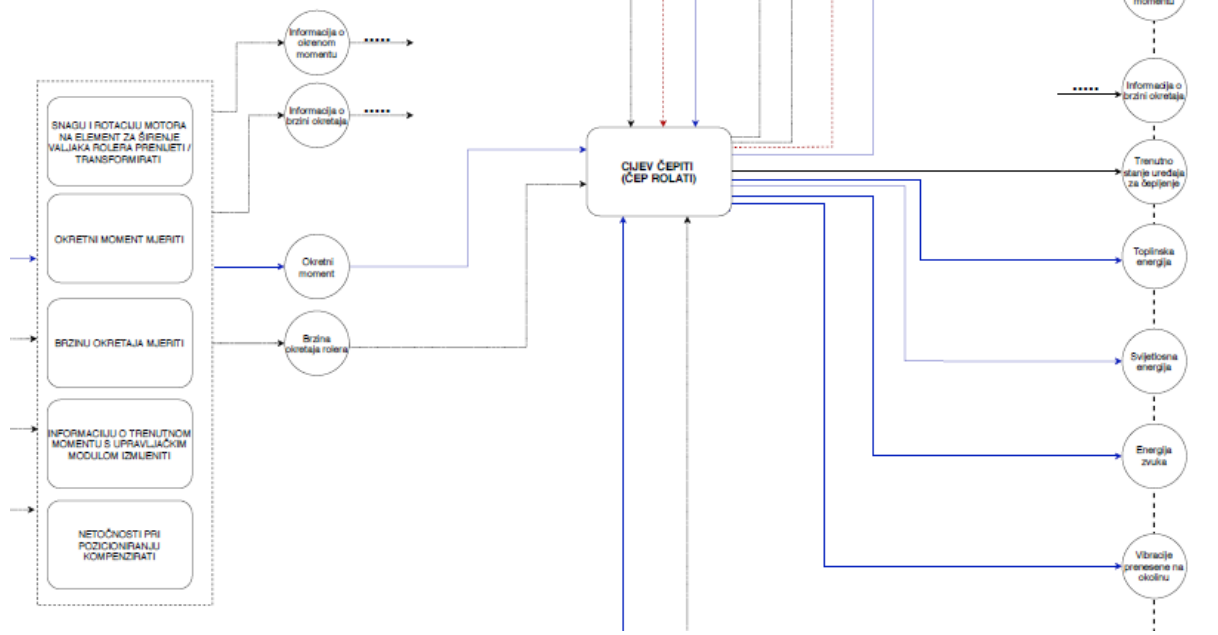 momentu
Informacija o
okrenom
momentu
Informacija o
brzini okretaja
Informacija o
brzini okretaja
SNAGU I ROTACIJU MOTORA
NA ELEMENT ZA ŠIRENJE
VALJAKA ROLERA PRENIJETI /
TRANSFORMIRATI
CIJEV ČEPITI
(ČEP ROLATI)
Trenutno
stanje uređaja
za čepljenje
OKRETNI MOMENT MJERITI
Okretni
moment
Toplinska
energija
BRZINU OKRETAJA MJERITI
Brzina
okretaja rolera
Svijetlosna
energija
INFORMACIJU O TRENUTNOM
MOMENTU S UPRAVLJAČKIM
MODULOM IZMIJENITI
Energija
zvuka
NETOČNOSTI PRI
POZICIONIRANJU
KOMPENZIRATI
Vibracije
prenesene na
okolinu